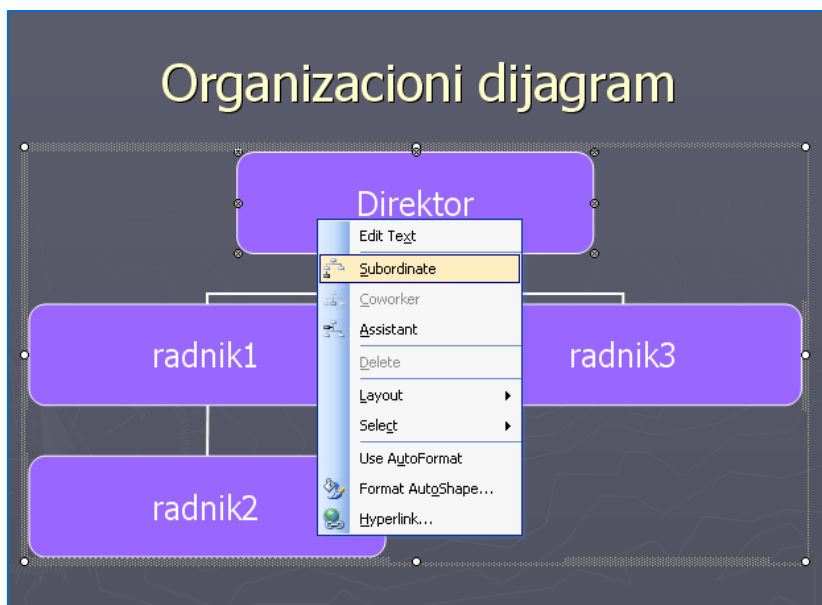 Organizacioni dijagram
Direktor
Edit Text
Subordinate
Coworker
Assistant
Delete
Layout
Select
Use AutoFormat
Format AutoShape...
Hyperlink...
radnik1
radnik3
radnik2